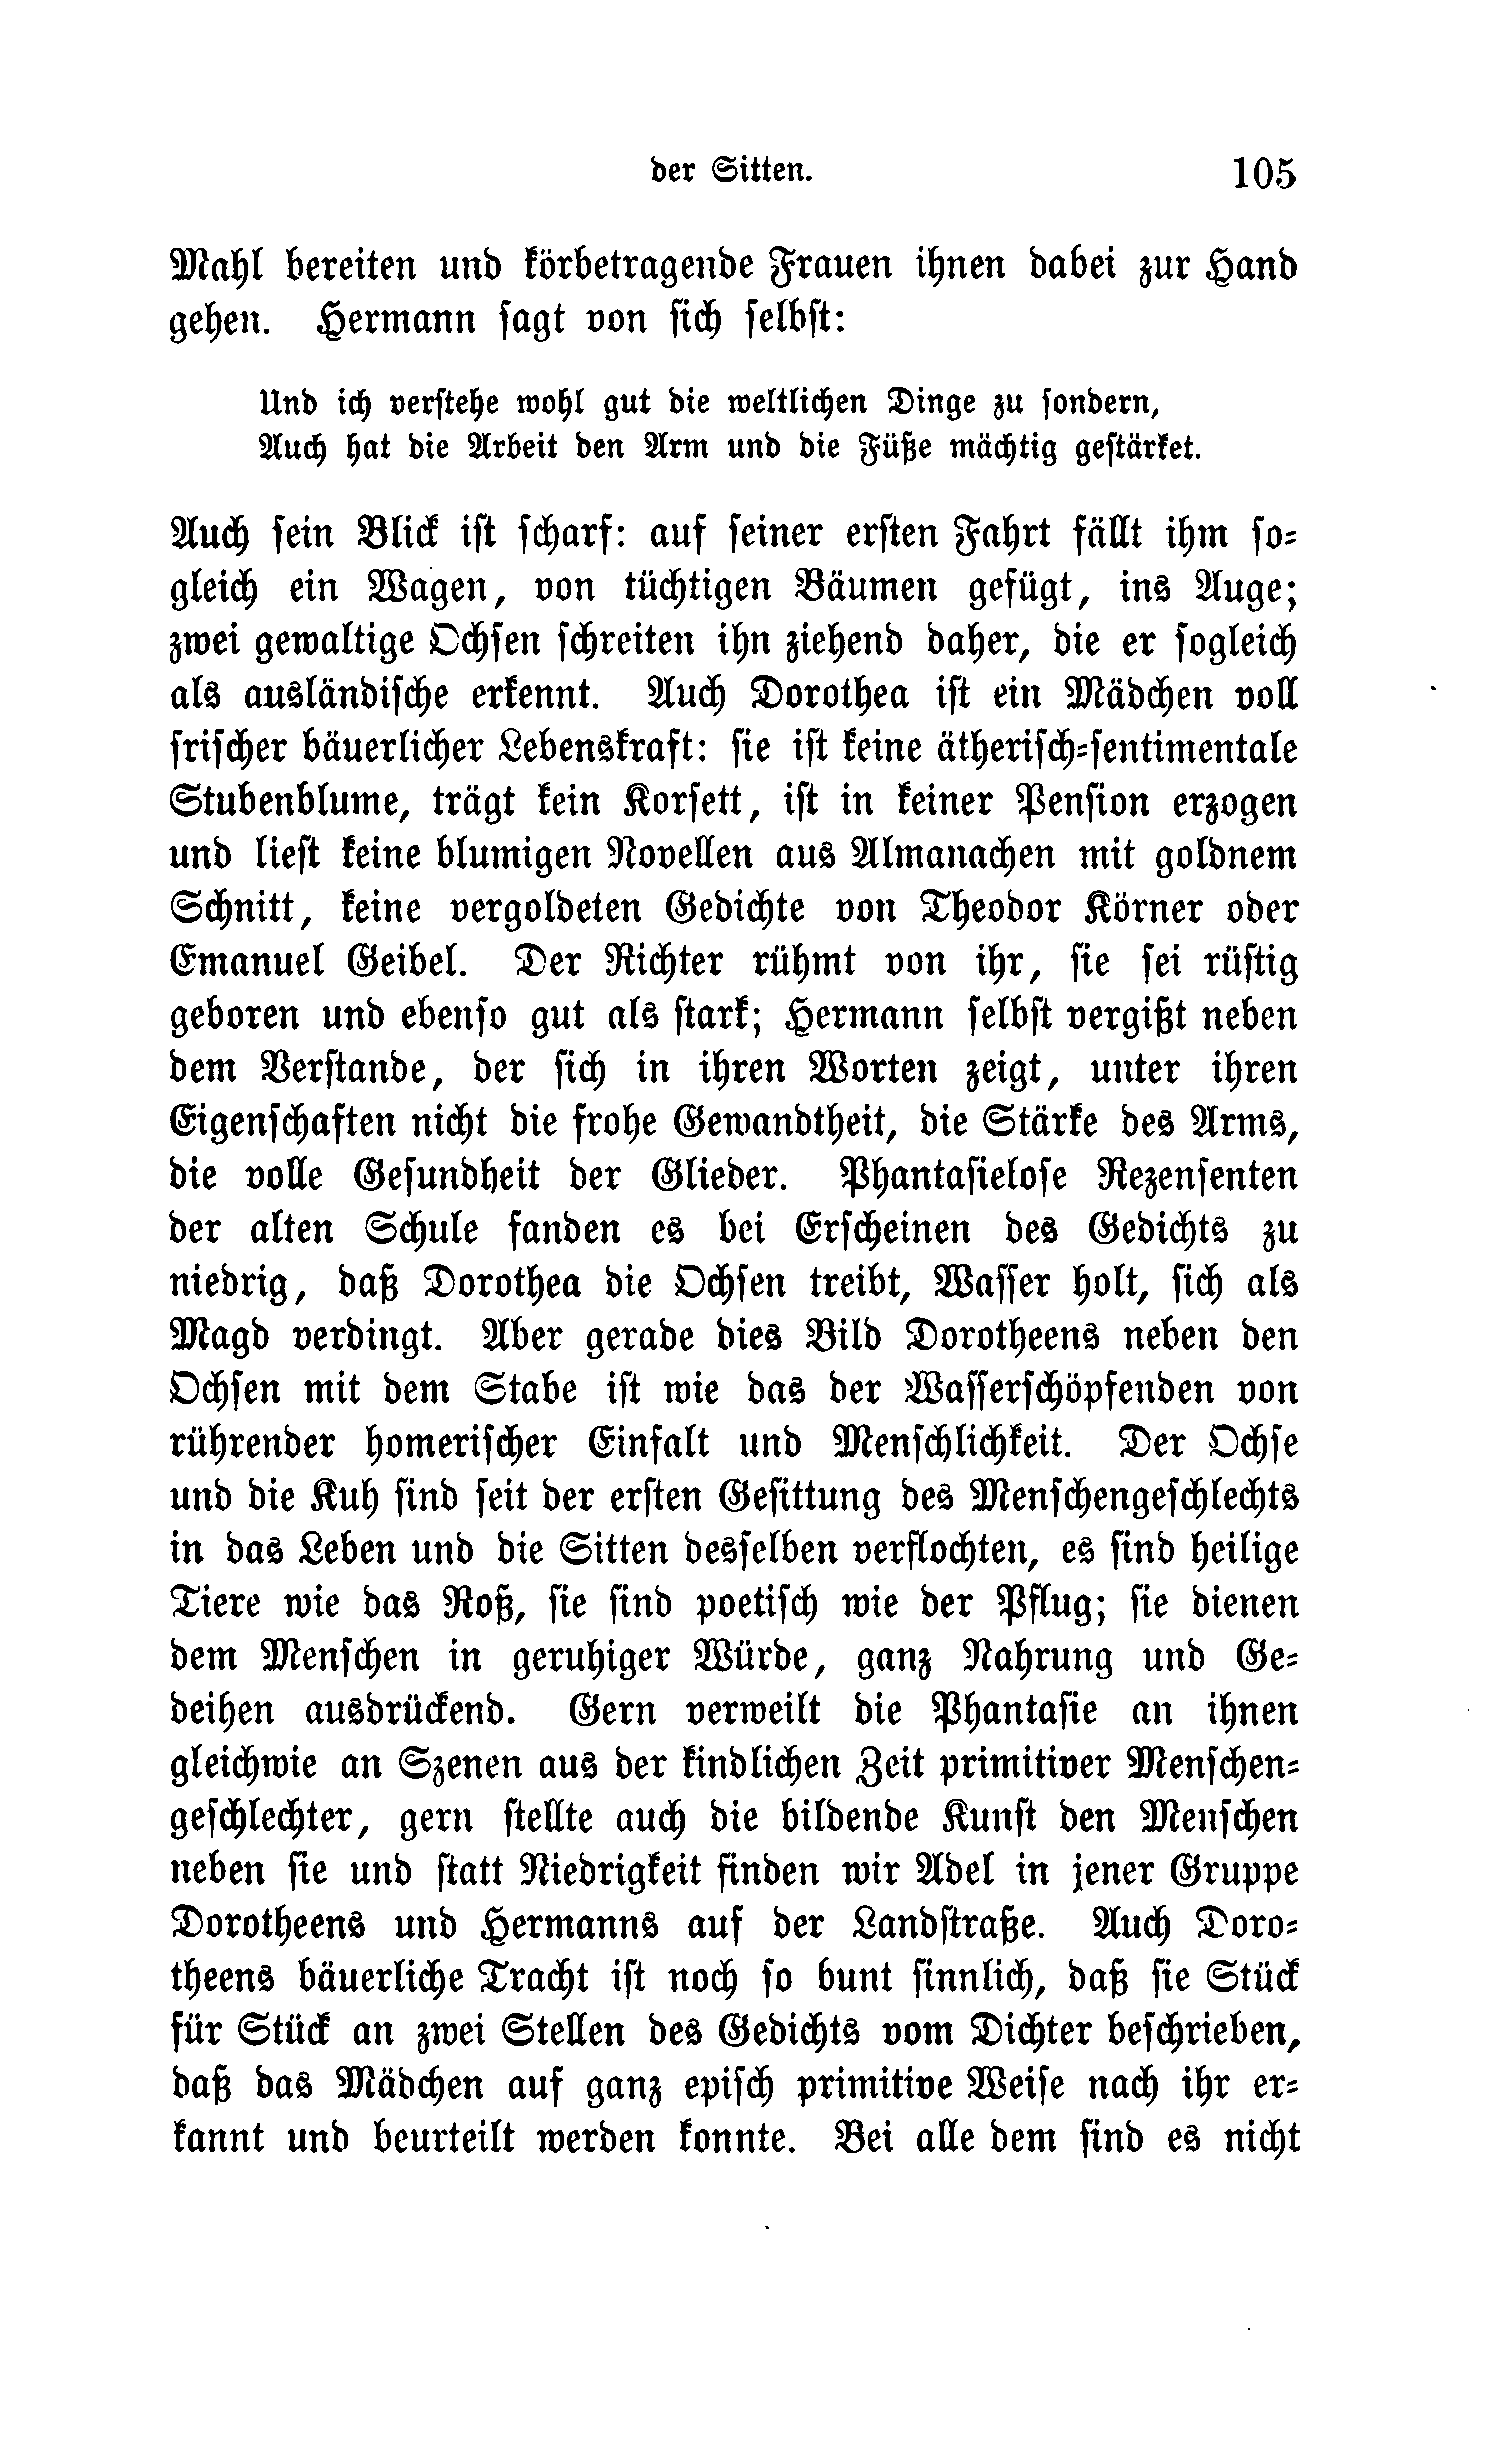 der Sitten. 105
Mahl bereiten und körbetragende Frauen ihnen dabei zur Hand
gehen. Hermann ſagt von ſich ſelbſt:
Und ich verſtehe wohl gut die weltlichen Dinge zu ſondern,
Auch hat die Arbeit den Arm und die Füße mächtig geſtärket.
Auch ſein Blick iſt ſcharf: auf ſeiner erſten Fahrt fällt ihm ſo⸗
gleich ein Wagen, von tüchtigen Bäumen gefügt, ins Auge;
zwei gewaltige Ochſen ſchreiten ihn ziehend daher, die er ſogleich
als ausländiſche erkennt. Auch Dorothea iſt ein Mädchen voll
friſcher bäuerlicher Lebenskraft: ſie iſt keine ätheriſch⸗ſentimentale
Stubenblume, trägt kein Korſett, iſt in keiner Penſion erzogen
und lieſt keine blumigen Novellen aus Almanachen mit goldnem
Schnitt, keine vergoldeten Gedichte von Theodor Körner oder
Emanuel Geibel. Der Richter rühmt von ihr, ſie ſei rüſtig
geboren und ebenſo gut als ſtark; Hermann ſelbſt vergißt neben
dem Verſtande, der ſich in ihren Worten zeigt, unter ihren
Eigenſchaften nicht die frohe Gewandtheit, die Stärke des Arms,
die volle Geſundheit der Glieder. Phantaſieloſe Rezenſenten
der alten Schule fanden es bei Erſcheinen des Gedichts zu
niedrig, daß Dorothea die Ochſen treibt, Waſſer holt, ſich als
Magd verdingt. Aber gerade dies Bild Dorotheens neben den
Ochſen mit dem Stabe iſt wie das der Waſſerſchöpfenden von
rührender homeriſcher Einfalt und Menſchlichkeit. Der Ochſe
und die Kuh ſind ſeit der erſten Geſittung des Menſchengeſchlechts
in das Leben und die Sitten desſelben verflochten, es ſind heilige
Tiere wie das Roß, ſie ſind poetiſch wie der Pflug; ſie dienen
dem Menſchen in geruhiger Würde, ganz Nahrung und Ge⸗
deihen ausdrückend. Gern verweilt die Phantaſie an ihnen
gleichwie an Szenen aus der kindlichen Zeit primitiver Menſchen⸗
geſchlechter, gern ſtellte auch die bildende Kunſt den Menſchen
neben ſie und ſtatt Niedrigkeit finden wir Adel in jener Gruppe
Dorotheens und Hermanns auf der Landſtraße. Auch Doro⸗
theens bäuerliche Tracht iſt noch ſo bunt ſinnlich, daß ſie Stück
für Stück an zwei Stellen des Gedichts vom Dichter beſchrieben,
daß das Mädchen auf ganz epiſch primitive Weiſe nach ihr er⸗
kannt und beurteilt werden konnte. Bei alle dem ſind es nicht